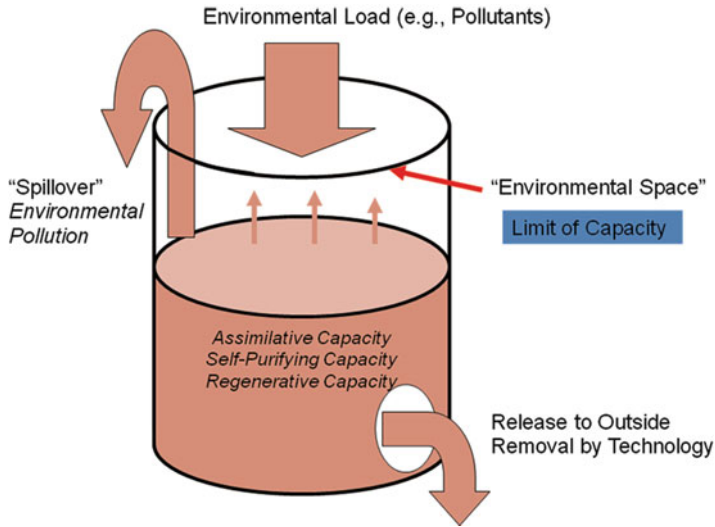 Environmental Load (e.g., Pollutants)
“Spillover”
Environmental
Pollution
“Environmental Space”
Limit of Capacity
Assimilative Capacity
Self-Purifying Capacity
Regenerative Capacity
Release to Outside
Removal by Technology